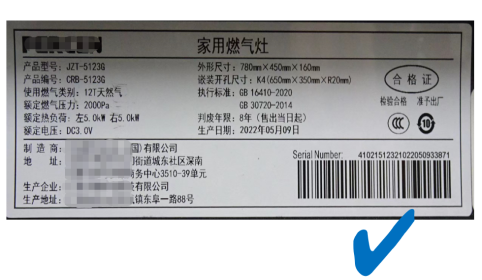 家用燃气灶
产品型号: JZT-5123G
产品编号: CRB-5123G
使用燃气类别: 12T天然气
额定燃气压力: 2000Pa
额定热负荷: 左5.0kW 右5.0kW
额定电压: DC3.0V
外形尺寸: 780mm×450mm×160mm
嵌装开孔尺寸: K4(650mm×350mm×R20mm)
执行标准: GB 16410-2020
GB 30720-2014
判废年限: 8年 (售出当日起)
生产日期: 2022年05月09日
合格证
检验合格 准予出厂
CCC
10
制造商: 国)有限公司
地址: 街道城东社区深南
商务中心3510-39单元
生产企业: 有限公司
生产地址: 镇东阜一路88号
Serial Number: 41021512321022050933871